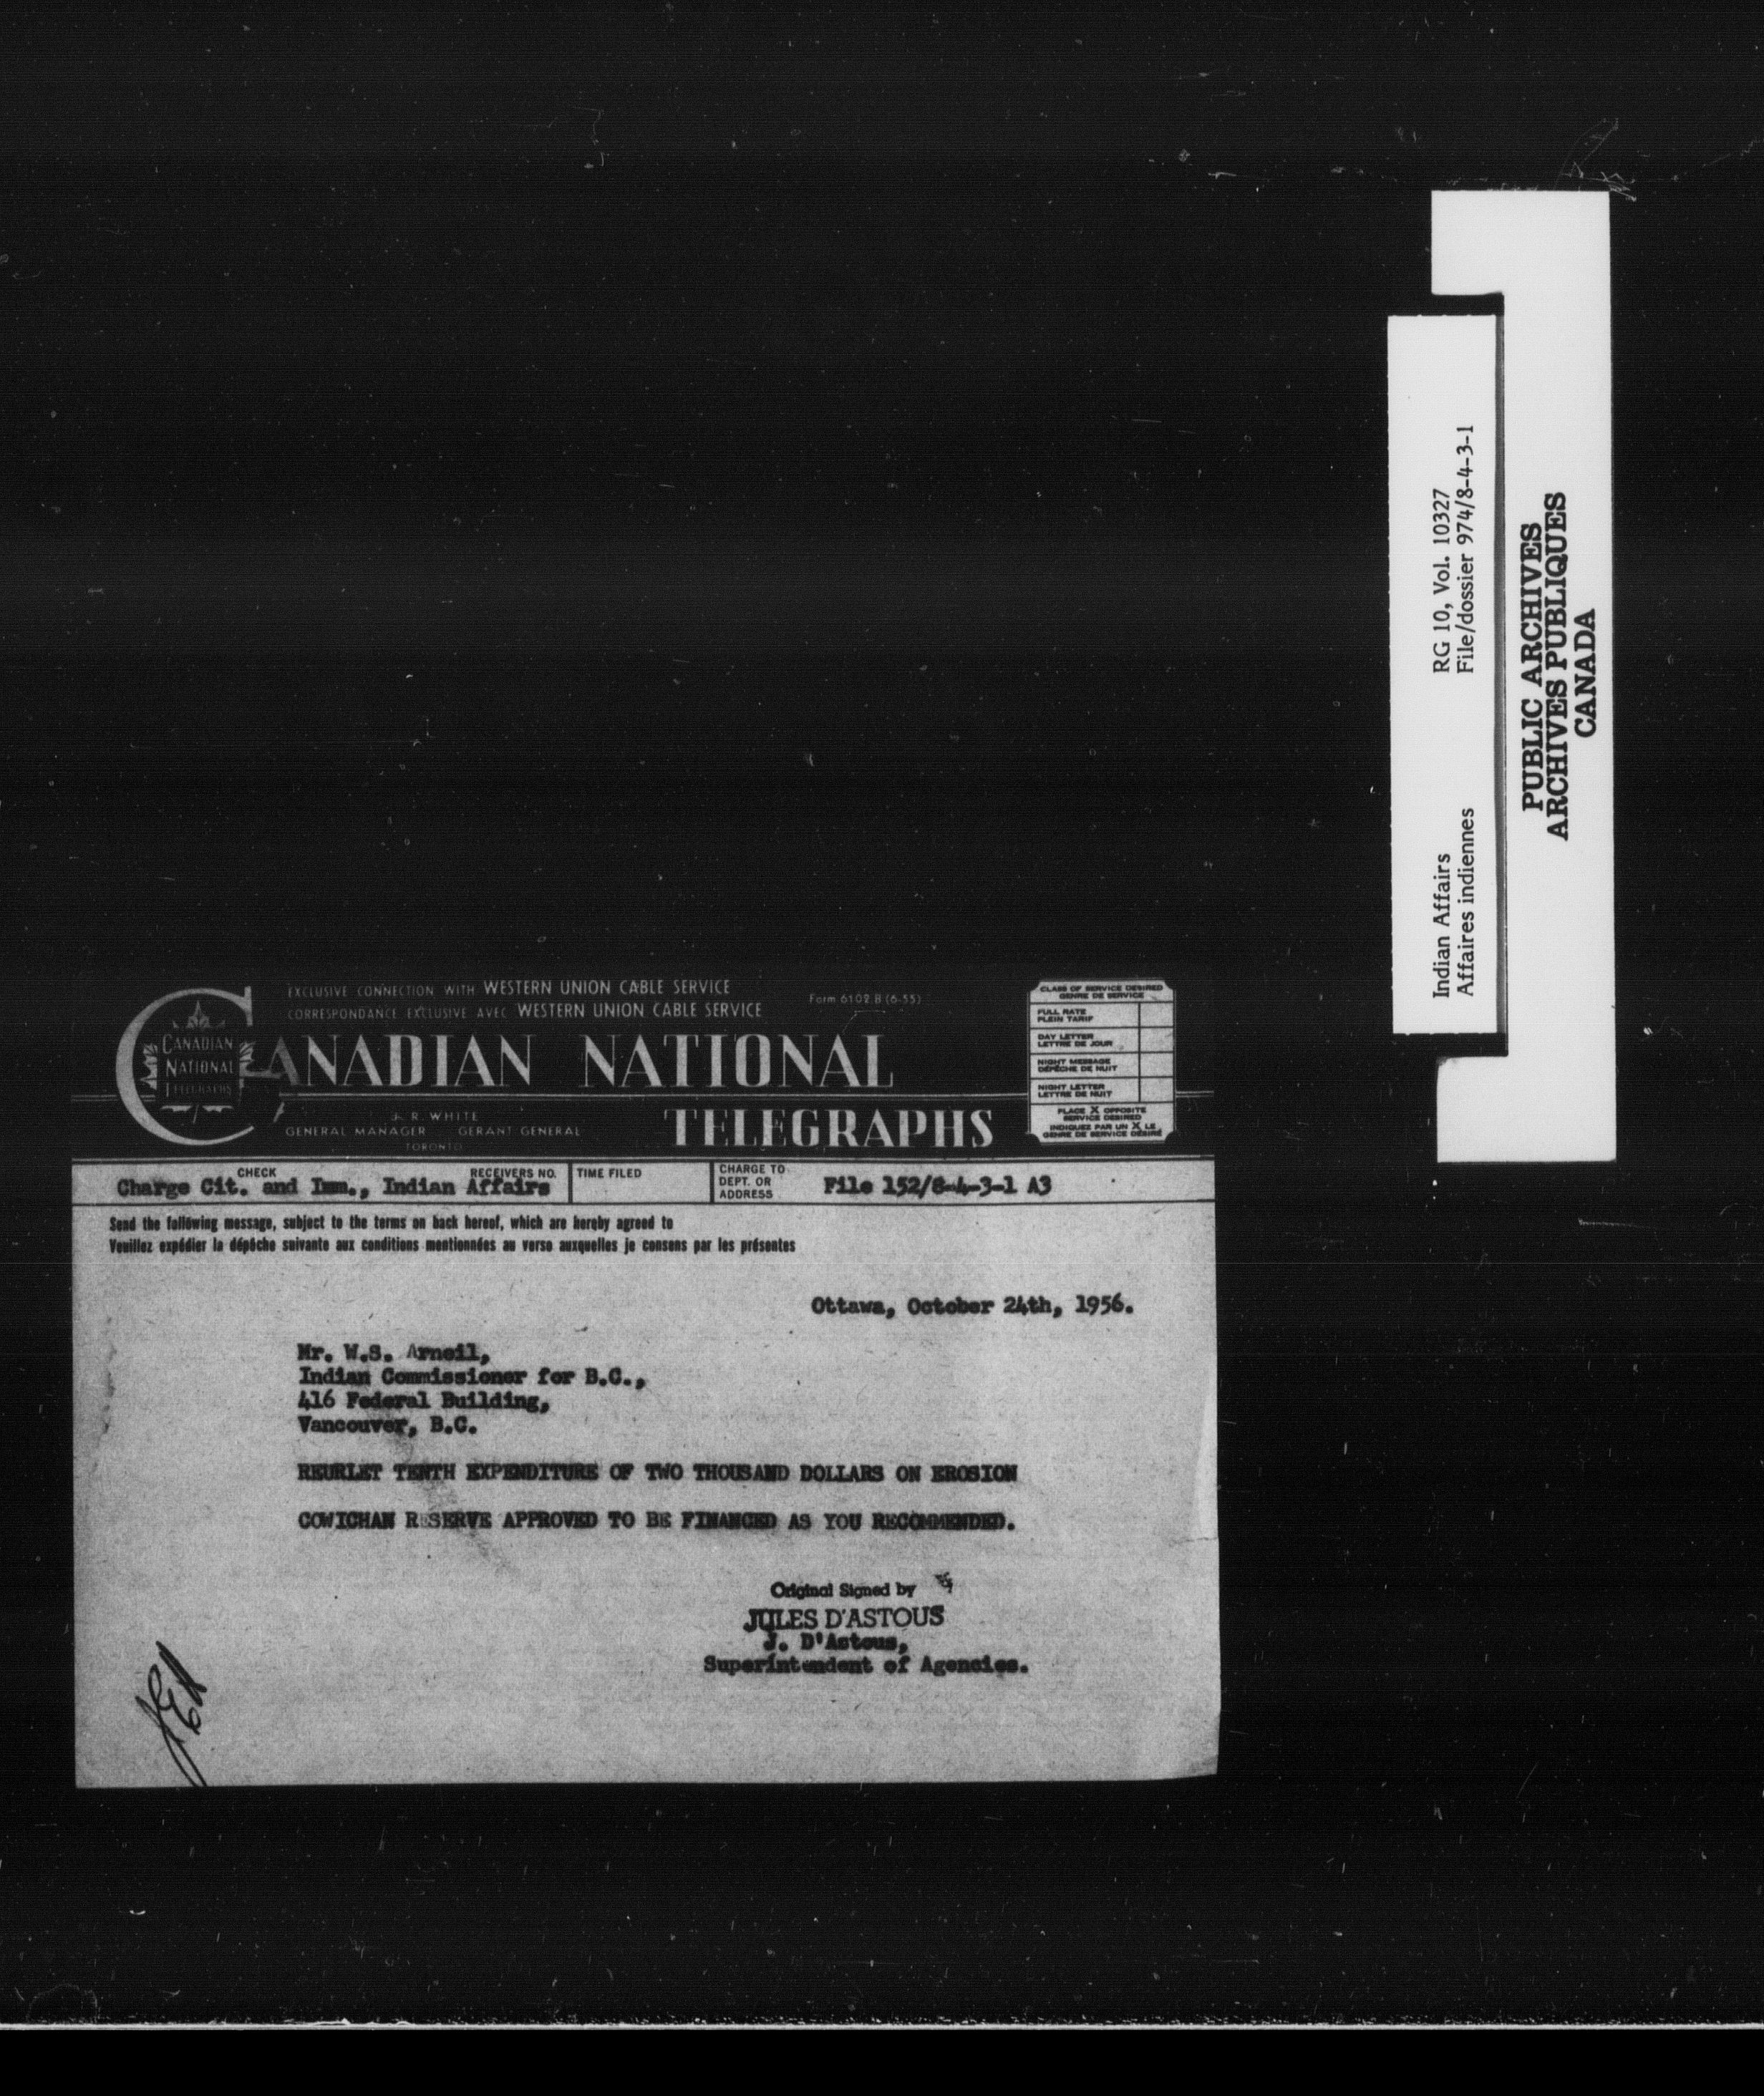 EXCLUSIVE CONNECTION WITH WESTERN UNION CABLE SERVICE
CORRESPONDANCE EXCLUSIVE AVEC WESTERN UNION CABLE SERVICE
Form 6102.B (6-55)
CANADIAN NATIONAL
TELEGRAPHS
CANADIAN
NATIONAL
TELEGRAPHS
J. R. WHITE
GENERAL MANAGER GERANT GENERAL
TORONTO
CLASS OF SERVICE DESIRED
GENRE DE SERVICE
FULL RATE
PLEIN TARIF
DAY LETTER
LETTRE DE JOUR
NIGHT MESSAGE
DÉPÊCHE DE NUIT
NIGHT LETTER
LETTRE DE NUIT
PLACE X OPPOSITE
SERVICE DESIRED
INDIQUEZ PAR UN X LE
GENRE DE SERVICE DÉSIRÉ
CHECK
RECEIVERS NO.
Charge Cit. and Imm., Indian Affairs
TIME FILED
CHARGE TO
DEPT. OR
ADDRESS
File 152/8-4-3-1 A3
Send the following message, subject to the terms on back hereof, which are hereby agreed to
Veuillez expédier la dépêche suivante aux conditions mentionnées au verso auxquelles je consens par les présentes
Ottawa, October 24th, 1956.
Mr. W.S. Arneil,
Indian Commissioner for B.C.,
416 Federal Building,
Vancouver, B.C.
REURLET TENTH EXPENDITURE OF TWO THOUSAND DOLLARS ON EROSION
COWICHAN RESERVE APPROVED TO BE FINANCED AS YOU RECOMMENDED.
Original Signed by
JULES D'ASTOUS
J. D'Astous,
Superintendent of Agencies.
Indian Affairs
Affaires indiennes
RG 10, Vol. 10327
File/dossier 974/8-4-3-1
PUBLIC ARCHIVES
ARCHIVES PUBLIQUES
CANADA